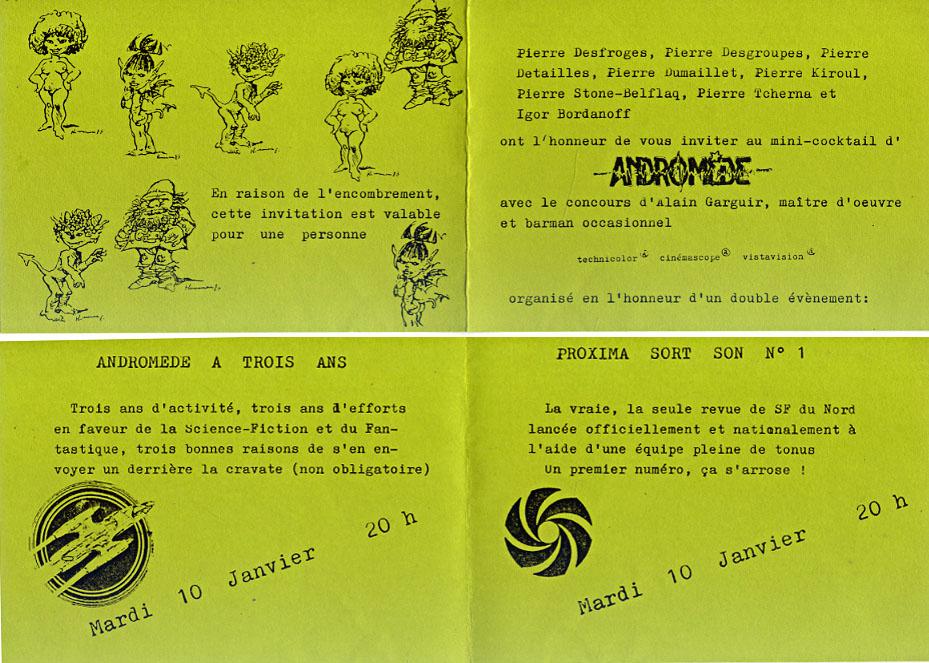 En raison de l'encombrement,
cette invitation est valable
pour une personne
Pierre Desfroges, Pierre Desgroupes, Pierre
Detailles, Pierre Dumaillet, Pierre Kiroul,
Pierre Stone-Belflaq, Pierre Tcherna et
Igor Bordanoff
ont l'honneur de vous inviter au mini-cocktail d'
ANDROMEDE
avec le concours d'Alain Garguir, maître d'oeuvre
et barman occasionnel
technicolor cinémascope vistavision
organisé en l'honneur d'un double évènement:
ANDROMEDE A TROIS ANS
Trois ans d'activité, trois ans d'efforts
en faveur de la Science-Fiction et du Fan-
tastique, trois bonnes raisons de s'en en-
voyer un derrière la cravate (non obligatoire)
Mardi 10 Janvier 20 h
PROXIMA SORT SON N° 1
La vraie, la seule revue de SF du Nord
lancée officiellement et nationalement à
l'aide d'une équipe pleine de tonus
Un premier numéro, ça s'arrose !
Mardi 10 Janvier 20 h